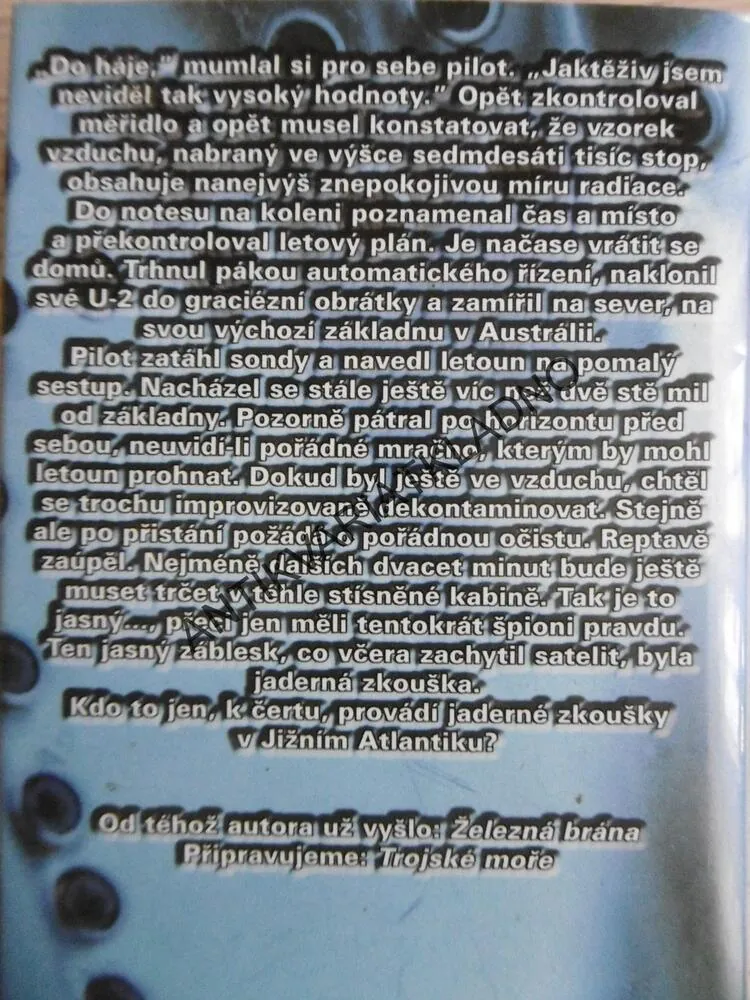 „Do háje,” mumlal si pro sebe pilot. „Jaktěživ jsem
neviděl tak vysoký hodnoty.” Opět zkontroloval
měřidlo a opět musel konstatovat, že vzorek
vzduchu, nabraný ve výšce sedmdesáti tisíc stop,
obsahuje nanejvýš znepokojivou míru radiace.
Do notesu na koleni poznamenal čas a místo
a překontroloval letový plán. Je načase vrátit se
domů. Trhnul pákou automatického řízení, naklonil
své U-2 do graciézní obrátky a zamířil na sever, na
svou výchozí základnu v Austrálii.
Pilot zatáhl sondy a navedl letoun na pomalý
sestup. Nacházel se stále ještě víc než dvě stě mil
od základny. Pozorně pátral po horizontu před
sebou, neuvidí-li pořádné mračno, kterým by mohl
letoun prohnat. Dokud byl ještě ve vzduchu, chtěl
se trochu improvizovaně dekontaminovat. Stejně
ale po přistání požádá o pořádnou očistu. Reptavě
zaúpěl. Nejméně dalších dvacet minut bude ještě
muset trčet v téhle stísněné kabině. Tak je to
jasný..., přece jen měli tentokrát špioni pravdu.
Ten jasný záblesk, co včera zachytil satelit, byla
jaderná zkouška.
Kdo to jen, k čertu, provádí jaderné zkoušky
v Jižním Atlantiku?
Od téhož autora už vyšlo: Železná brána
Připravujeme: Trojské moře
ANTIKVARIATKLADNO